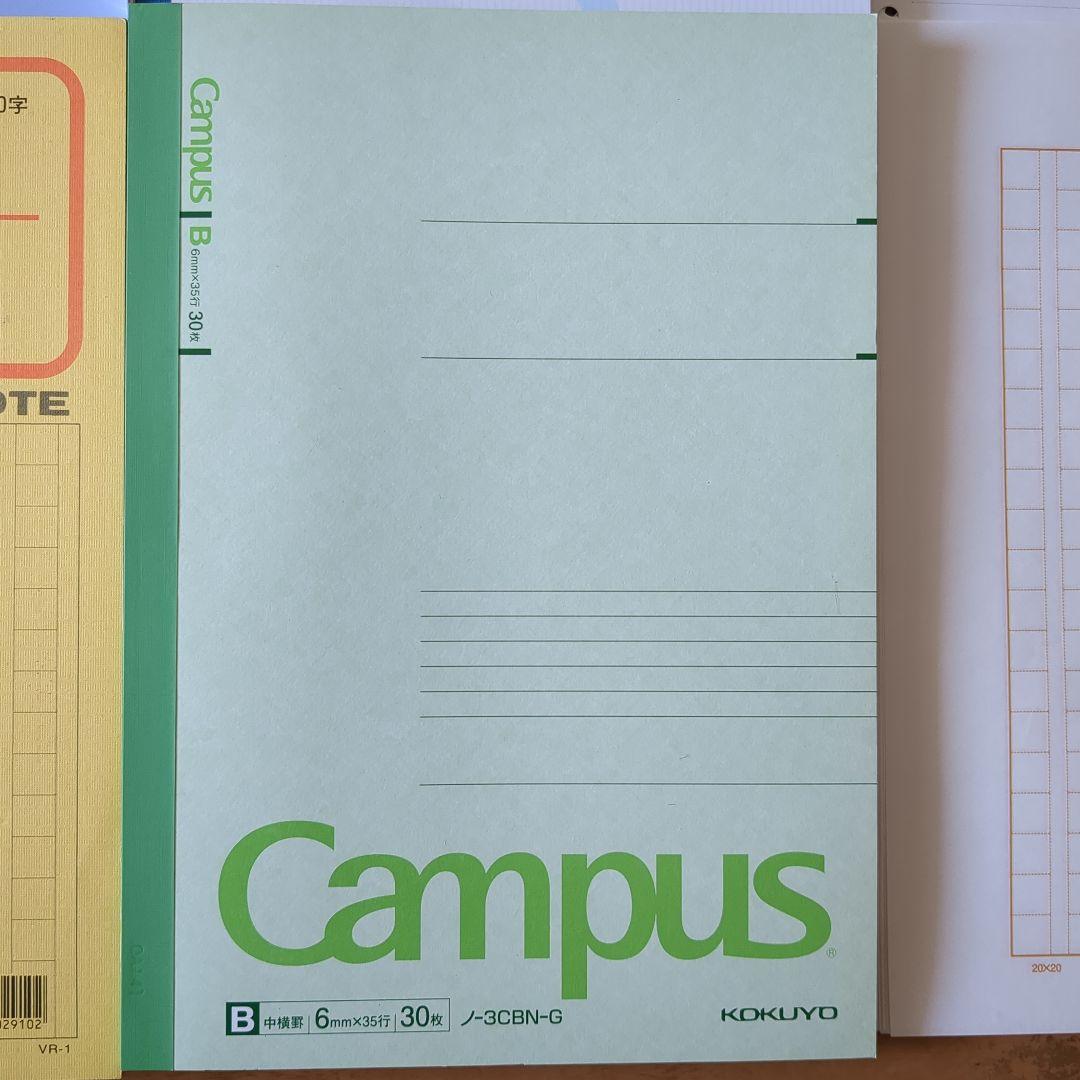 0字
OTE
29102
VR-1
Campus
B
6mm×35行 30枚
Campus®
B 中横罫 6mm×35行 30枚 ノ-3CBN-G
KOKUYO
20×20